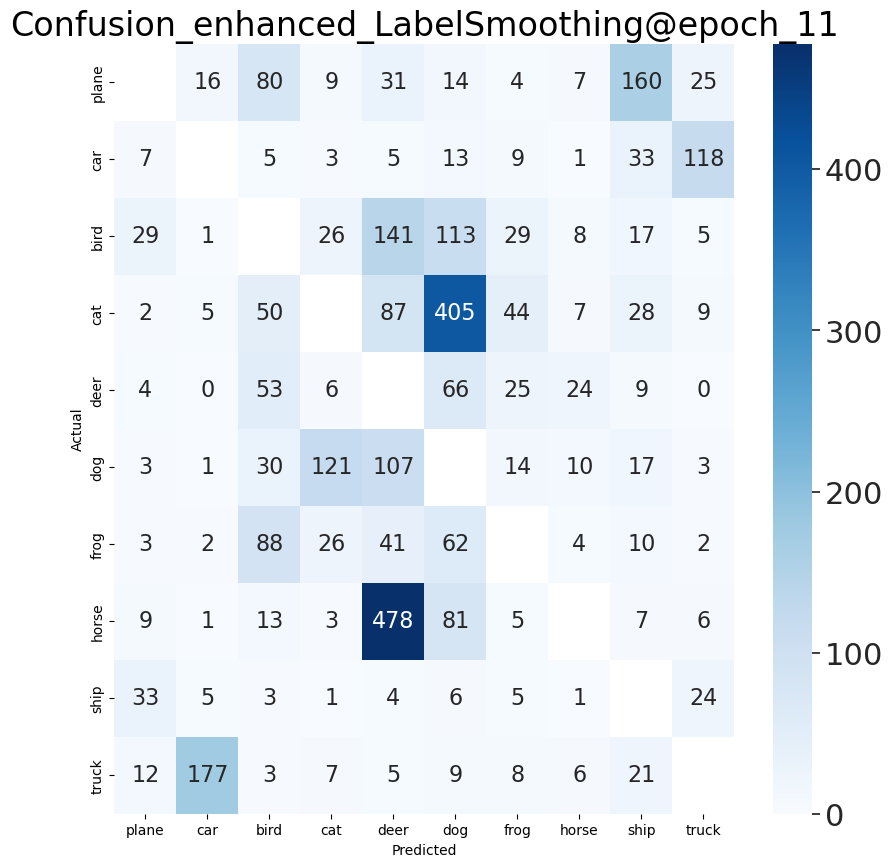 Confusion_enhanced_LabelSmoothing@epoch_11
plane 16 80 9 31 14 4 7 160 25
car 7 5 3 5 13 9 1 33 118
bird 29 1 26 141 113 29 8 17 5
cat 2 5 50 87 405 44 7 28 9
deer 4 0 53 6 66 25 24 9 0
dog 3 1 30 121 107 14 10 17 3
frog 3 2 88 26 41 62 4 10 2
horse 9 1 13 3 478 81 5 7 6
ship 33 5 3 1 4 6 5 1 24
truck 12 177 3 7 5 9 8 6 21
Actual
plane car bird cat deer dog frog horse ship truck
Predicted
400
300
200
100
0